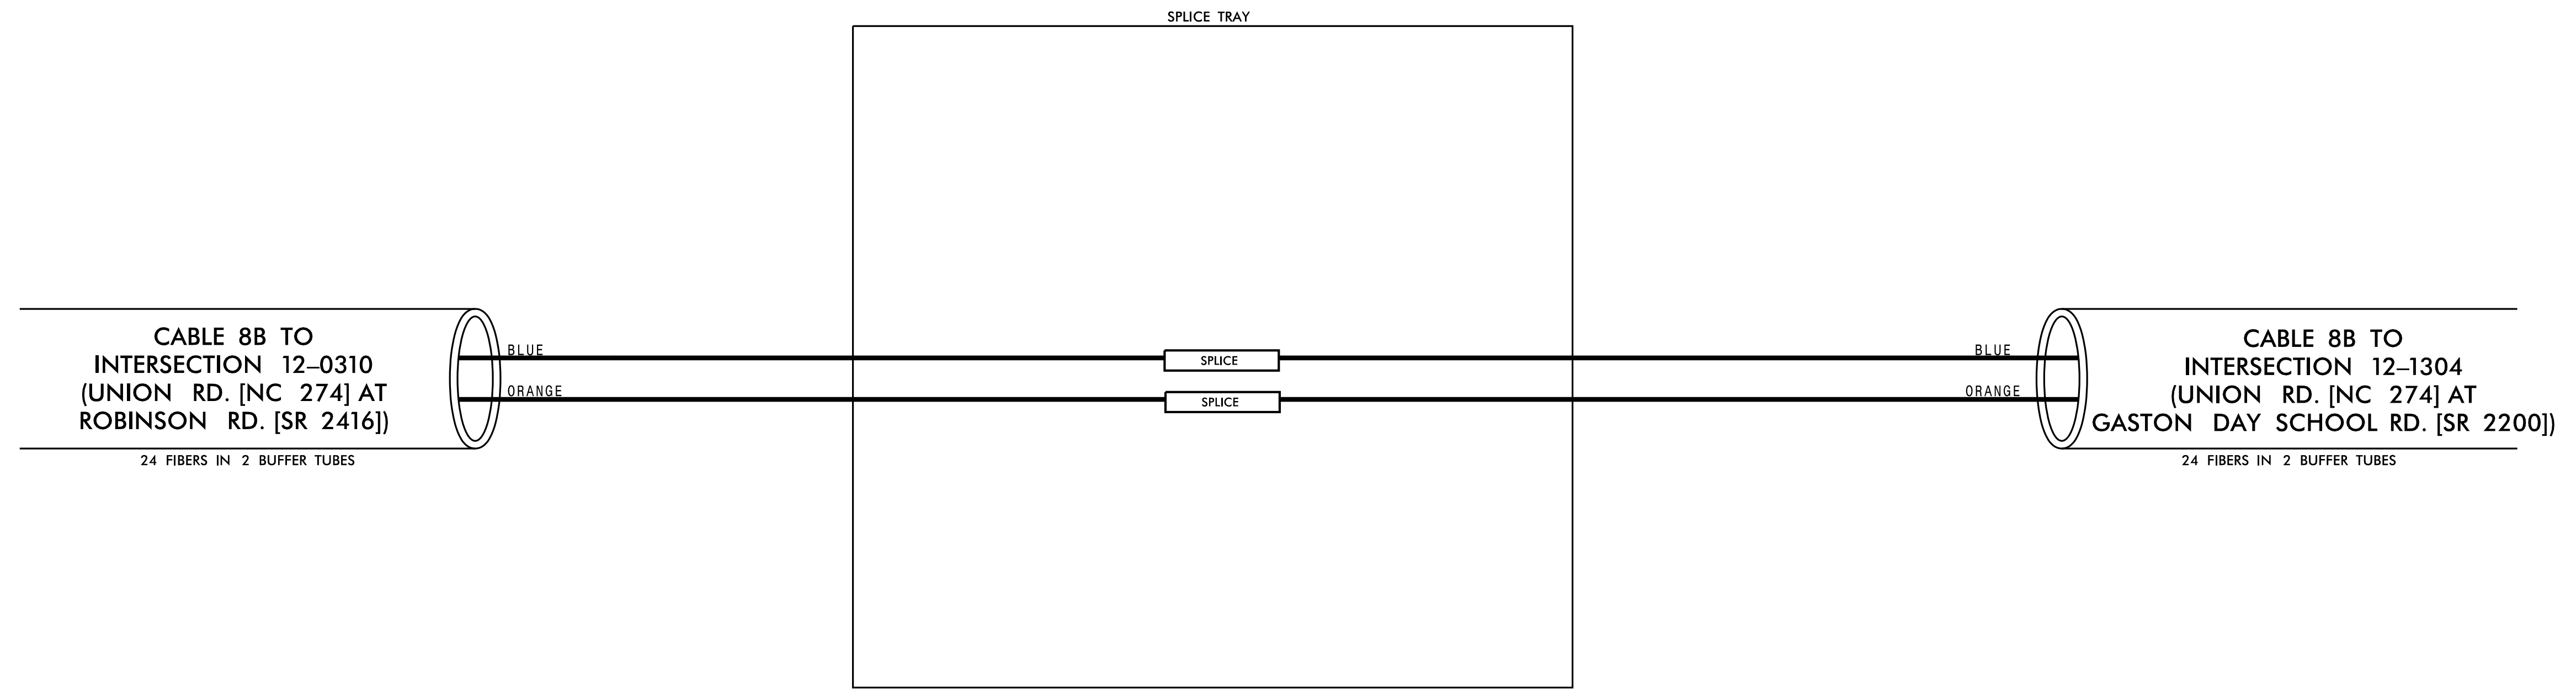 SPLICE TRAY
CABLE 8B TO
INTERSECTION 12–0310
(UNION RD. [NC 274] AT
ROBINSON RD. [SR 2416])
24 FIBERS IN 2 BUFFER TUBES
BLUE
ORANGE
SPLICE
SPLICE
BLUE
ORANGE
CABLE 8B TO
INTERSECTION 12–1304
(UNION RD. [NC 274] AT
GASTON DAY SCHOOL RD. [SR 2200])
24 FIBERS IN 2 BUFFER TUBES